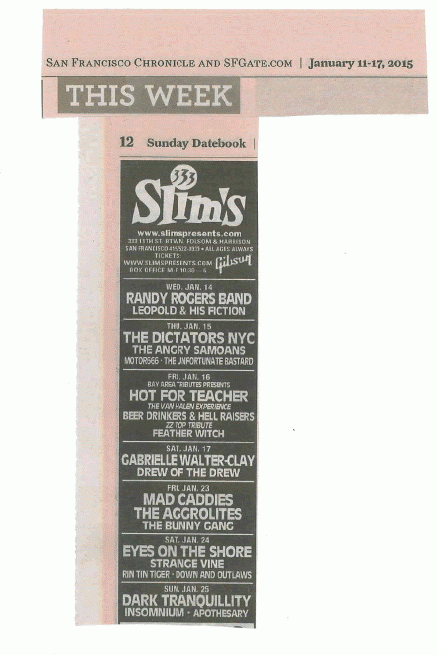 SAN FRANCISCO CHRONICLE AND SFGATE.COM | January 11-17, 2015
THIS WEEK
12 Sunday Datebook |
333
Slim's
www.slimspresents.com
333 11TH ST. BTWN. FOLSOM & HARRISON
SAN FRANCISCO • ALL AGES ALWAYS
TICKETS:
WWW.SLIMSPRESENTS.COM
BOX OFFICE M-F 10:30 – 6
Gibson
WED. JAN. 14
RANDY ROGERS BAND
LEOPOLD & HIS FICTION
THU. JAN. 15
THE DICTATORS NYC
THE ANGRY SAMOANS
MOTOR666 • THE UNFORTUNATE BASTARD
FRI. JAN. 16
BAY AREA TRIBUTES PRESENTS
HOT FOR TEACHER
THE VAN HALEN EXPERIENCE
BEER DRINKERS & HELL RAISERS
ZZ TOP TRIBUTE
FEATHER WITCH
SAT. JAN. 17
GABRIELLE WALTER-CLAY
DREW OF THE DREW
FRI. JAN. 23
MAD CADDIES
THE AGGROLITES
THE BUNNY GANG
SAT. JAN. 24
EYES ON THE SHORE
STRANGE VINE
RIN TIN TIGER • DOWN AND OUTLAWS
SUN. JAN. 25
DARK TRANQUILLITY
INSOMNIUM • APOTHESARY